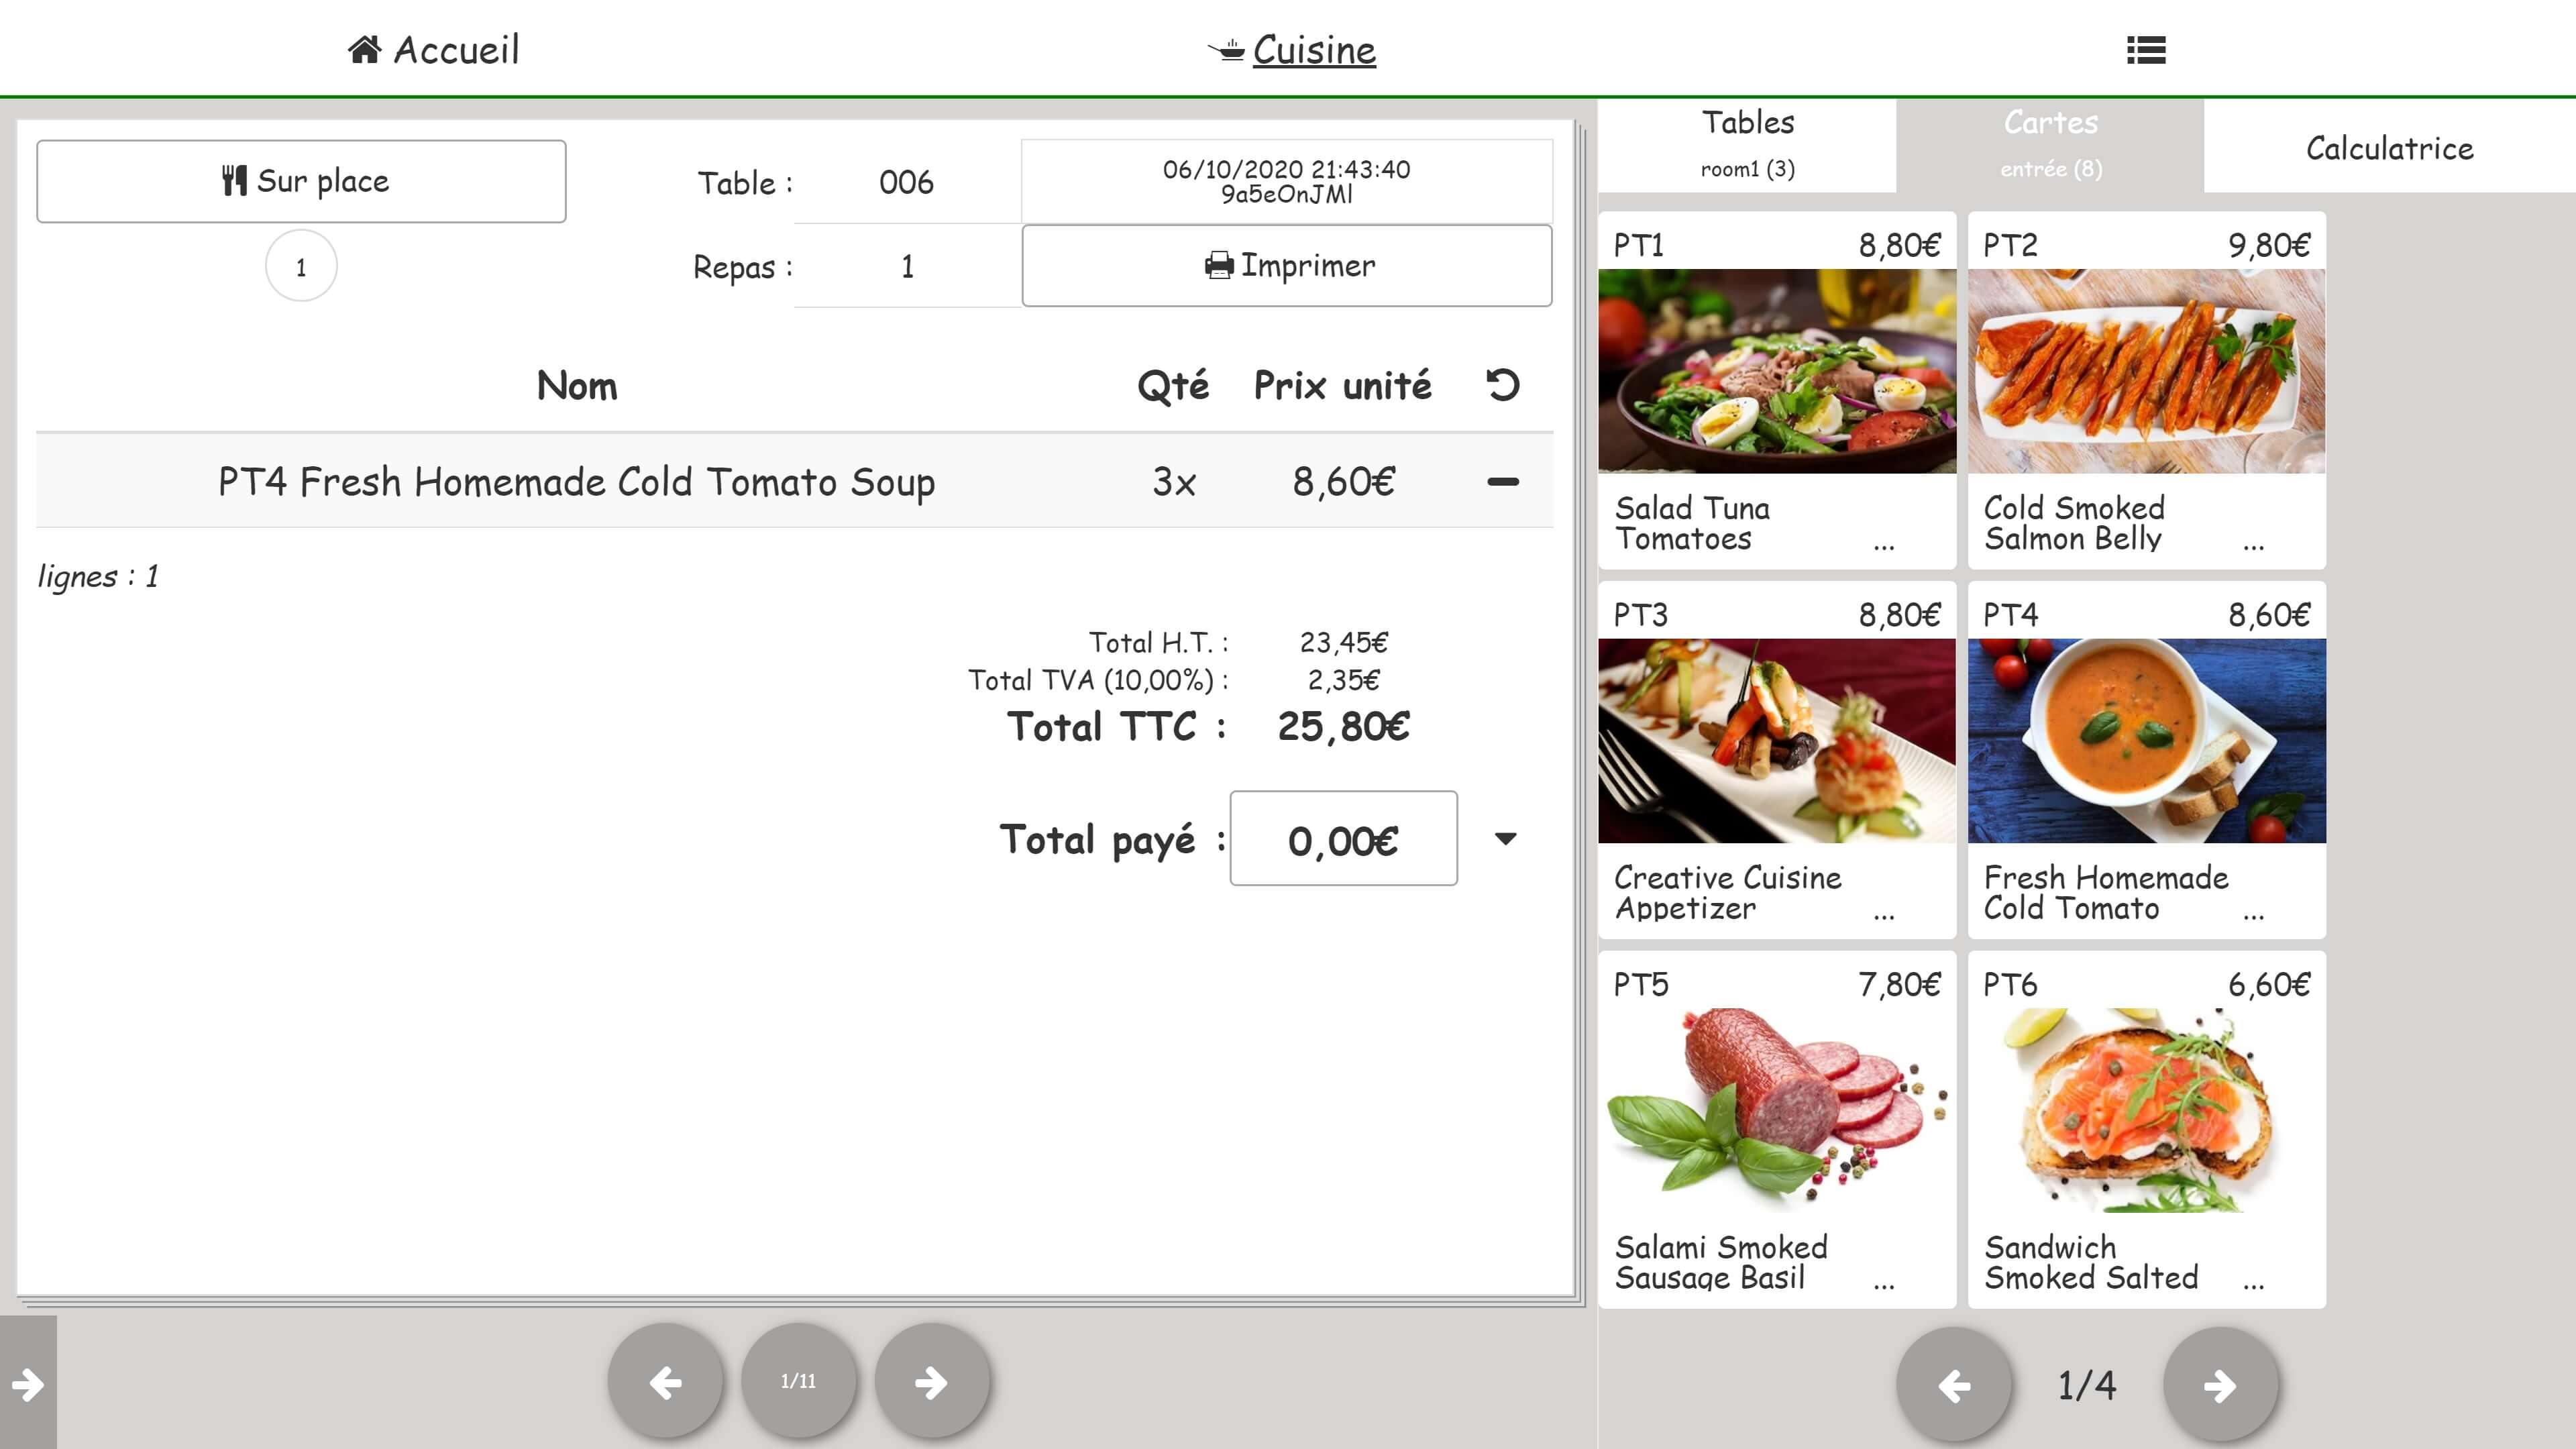 Accueil
Cuisine
Sur place
1
Table :
006
Repas :
1
06/10/2020 21:43:40
9a5eOnJMl
Imprimer
Nom
Qté
Prix unité
PT4 Fresh Homemade Cold Tomato Soup
3x
8,60€
lignes : 1
Total H.T. :
23,45€
Total TVA (10,00%) :
2,35€
Total TTC :
25,80€
Total payé :
0,00€
1/11
Tables
room1 (3)
Cartes
entrée (8)
Calculatrice
PT1
8,80€
Salad Tuna
Tomatoes ...
PT2
9,80€
Cold Smoked
Salmon Belly ...
PT3
8,80€
Creative Cuisine
Appetizer ...
PT4
8,60€
Fresh Homemade
Cold Tomato ...
PT5
7,80€
Salami Smoked
Sausage Basil ...
PT6
6,60€
Sandwich
Smoked Salted ...
1/4